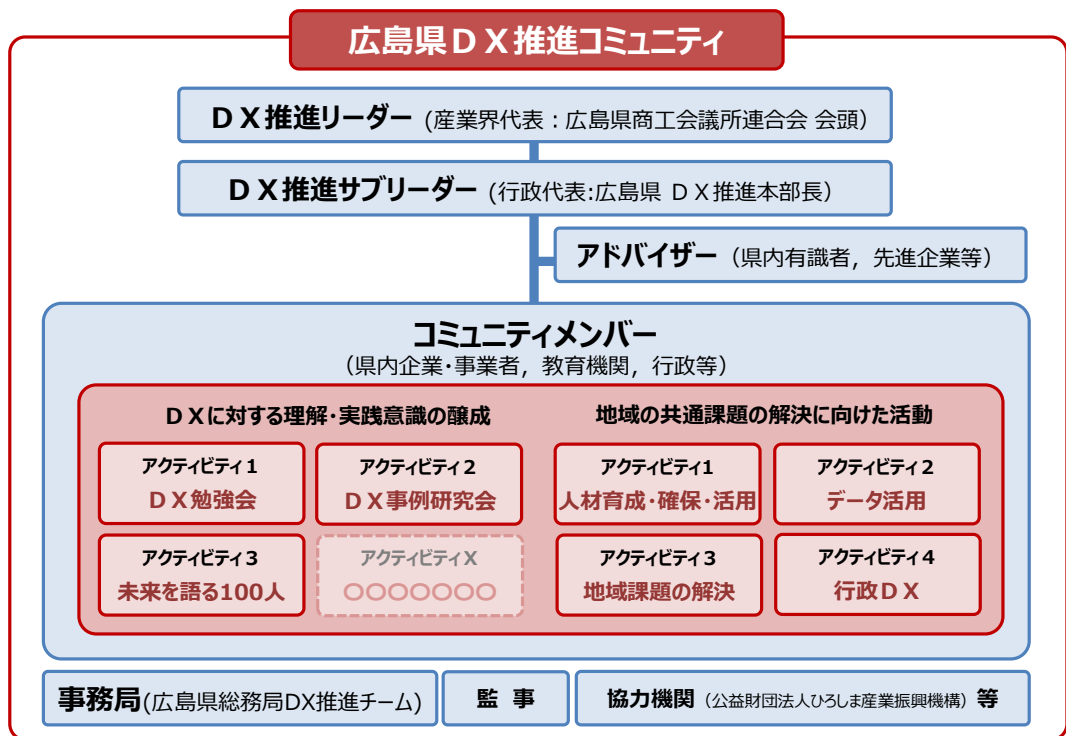 広島県ＤＸ推進コミュニティ
ＤＸ推進リーダー (産業界代表：広島県商工会議所連合会 会頭)
ＤＸ推進サブリーダー (行政代表:広島県 ＤＸ推進本部長)
アドバイザー（県内有識者，先進企業等）
コミュニティメンバー
（県内企業・事業者，教育機関，行政等）
ＤＸに対する理解・実践意識の醸成
アクティビティ１
ＤＸ勉強会
アクティビティ２
ＤＸ事例研究会
アクティビティ３
未来を語る100人
アクティビティＸ
〇〇〇〇〇〇〇
地域の共通課題の解決に向けた活動
アクティビティ1
人材育成・確保・活用
アクティビティ２
データ活用
アクティビティ３
地域課題の解決
アクティビティ４
行政ＤＸ
事務局(広島県総務局DX推進チーム)
監 事
協力機関（公益財団法人ひろしま産業振興機構）等